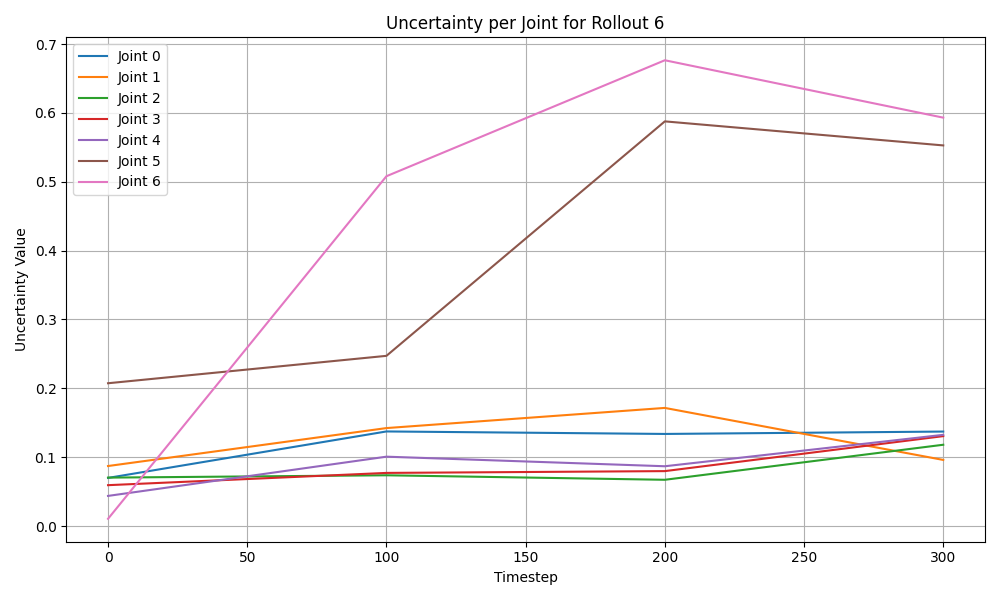 Uncertainty per Joint for Rollout 6
Uncertainty Value
0.7
0.6
0.5
0.4
0.3
0.2
0.1
0.0
Joint 0
Joint 1
Joint 2
Joint 3
Joint 4
Joint 5
Joint 6
0 50 100 150 200 250 300
Timestep